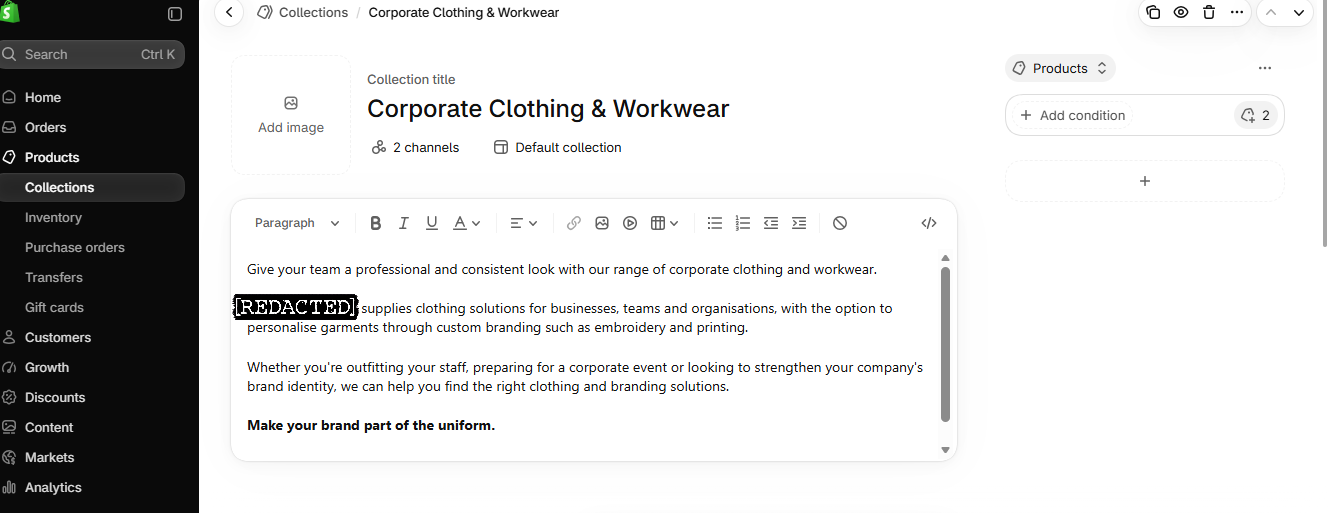 Collections / Corporate Clothing & Workwear
Search Ctrl K
Home
Orders
Products
Collections
Inventory
Purchase orders
Transfers
Gift cards
Customers
Growth
Discounts
Content
Markets
Analytics
Add image
Collection title
Corporate Clothing & Workwear
2 channels Default collection
Paragraph
Give your team a professional and consistent look with our range of corporate clothing and workwear.
[REDACTED] supplies clothing solutions for businesses, teams and organisations, with the option to
personalise garments through custom branding such as embroidery and printing.
Whether you're outfitting your staff, preparing for a corporate event or looking to strengthen your company's
brand identity, we can help you find the right clothing and branding solutions.
Make your brand part of the uniform.
Products
Add condition 2